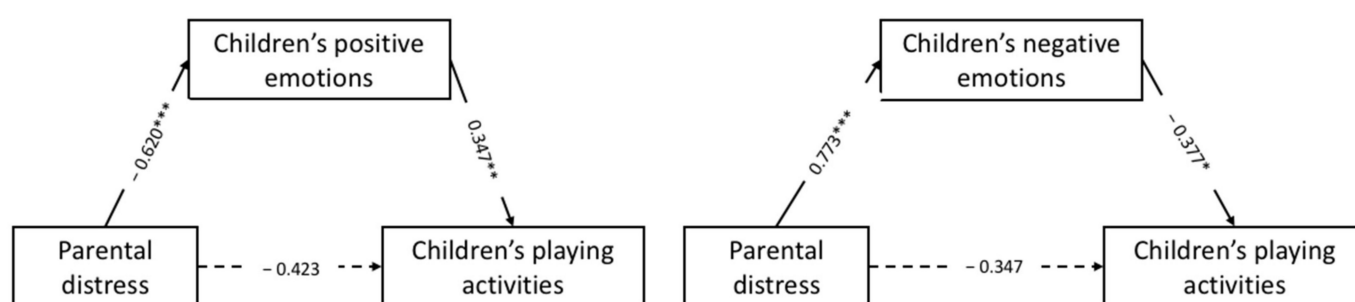 Children's positive
emotions
− 0.620***
0.347**
Parental
distress
− 0.423
Children's playing
activities
Children's negative
emotions
0.773***
− 0.377*
Parental
distress
− 0.347
Children's playing
activities